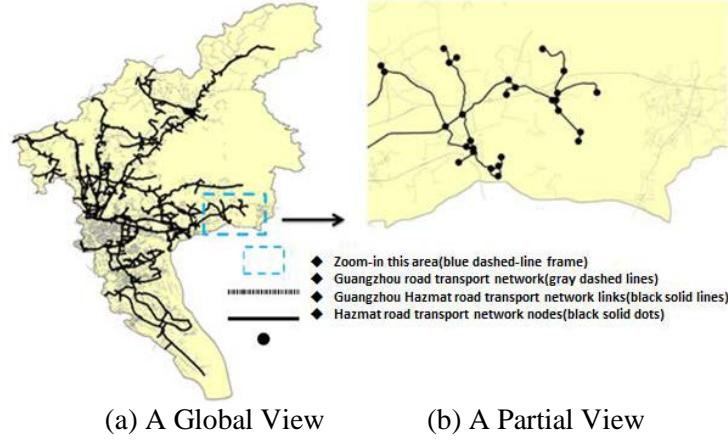 ◆ Zoom-in this area(blue dashed-line frame)
◆ Guangzhou road transport network(gray dashed lines)
◆ Guangzhou Hazmat road transport network links(black solid lines)
◆ Hazmat road transport network nodes(black solid dots)
(a) A Global View (b) A Partial View